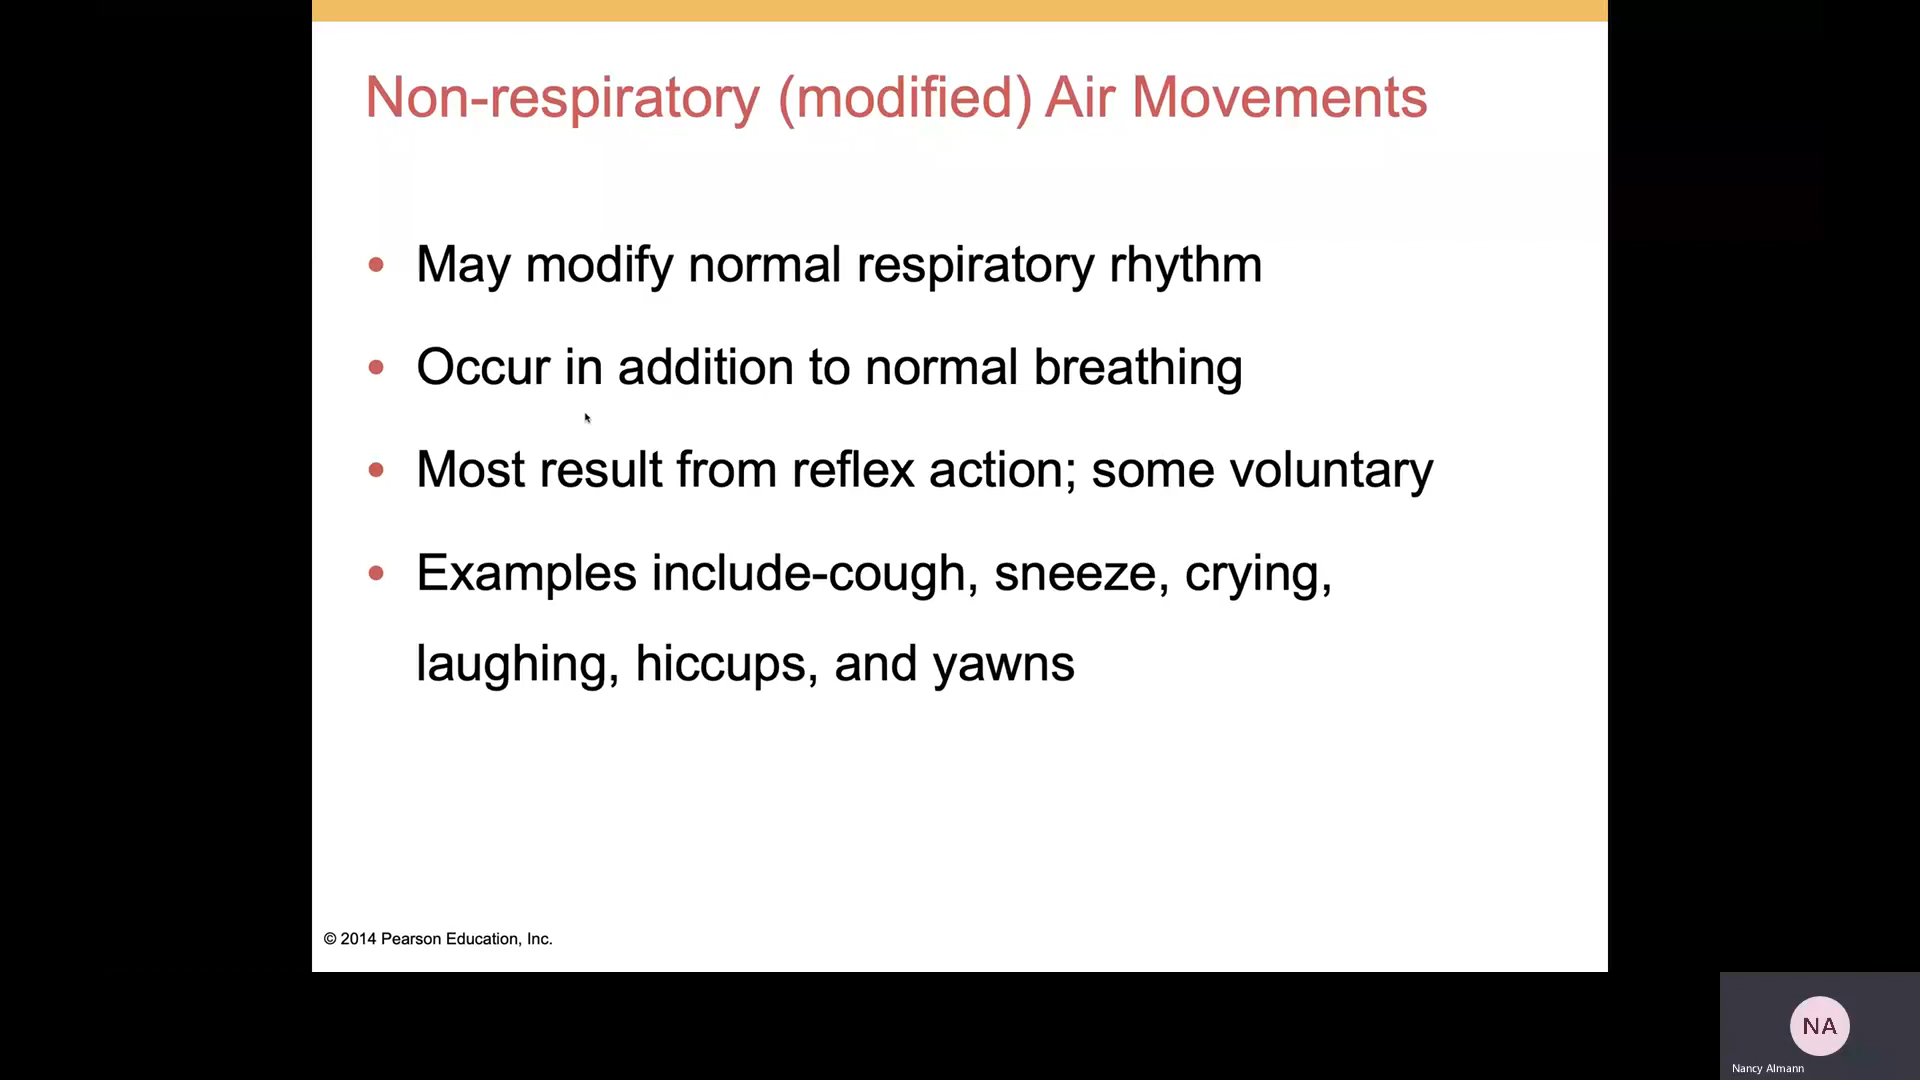 Non-respiratory (modified) Air Movements
• May modify normal respiratory rhythm
• Occur in addition to normal breathing
• Most result from reflex action; some voluntary
• Examples include-cough, sneeze, crying,
laughing, hiccups, and yawns
© 2014 Pearson Education, Inc.
NA
Nancy Almann